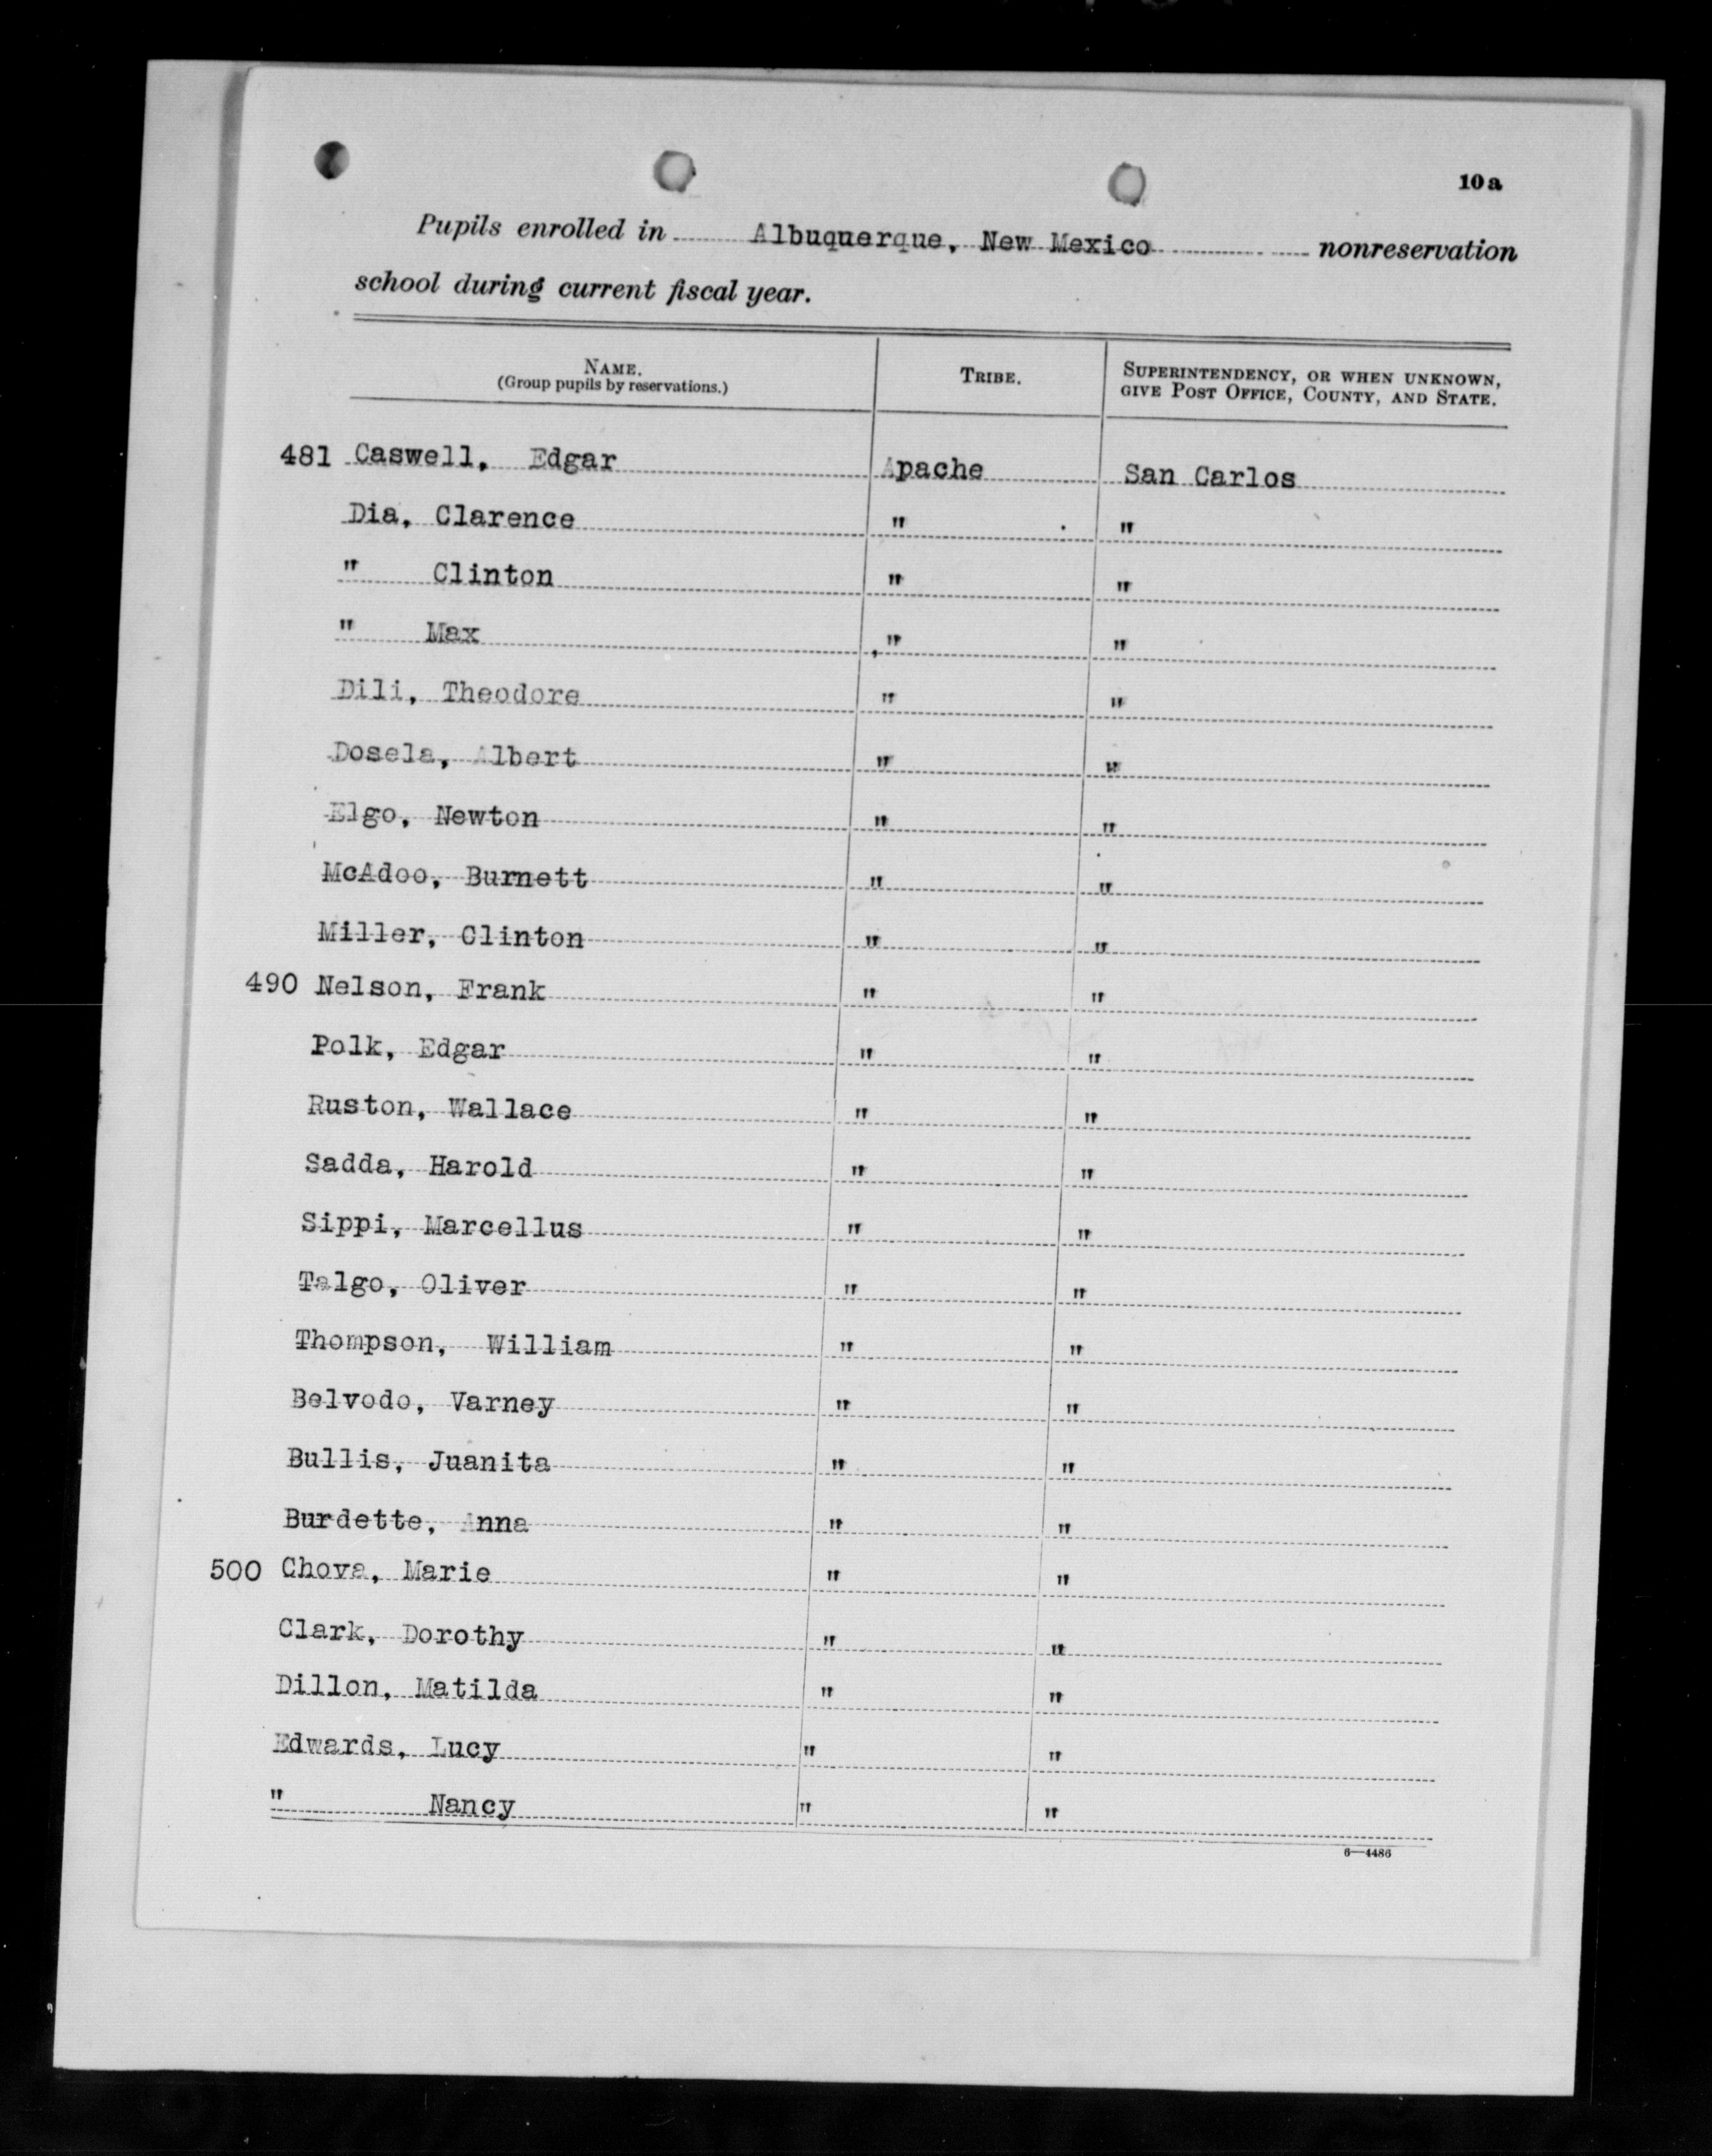 10a
Pupils enrolled in Albuquerque, New Mexico nonreservation
school during current fiscal year.
NAME. (Group pupils by reservations.) TRIBE. SUPERINTENDENCY, OR WHEN UNKNOWN, GIVE POST OFFICE, COUNTY, AND STATE.
481 Caswell, Edgar Apache San Carlos
Dia, Clarence " "
" Clinton " "
" Max " "
Dili, Theodore " "
Dosela, Albert " "
Elgo, Newton " "
McAdoo, Burnett " "
Miller, Clinton " "
490 Nelson, Frank " "
Polk, Edgar " "
Ruston, Wallace " "
Sadda, Harold " "
Sippi, Marcellus " "
Talgo, Oliver " "
Thompson, William " "
Belvodo, Varney " "
Bullis, Juanita " "
Burdette, Anna " "
500 Chova, Marie " "
Clark, Dorothy " "
Dillon, Matilda " "
Edwards, Lucy " "
" Nancy " "
6—4486